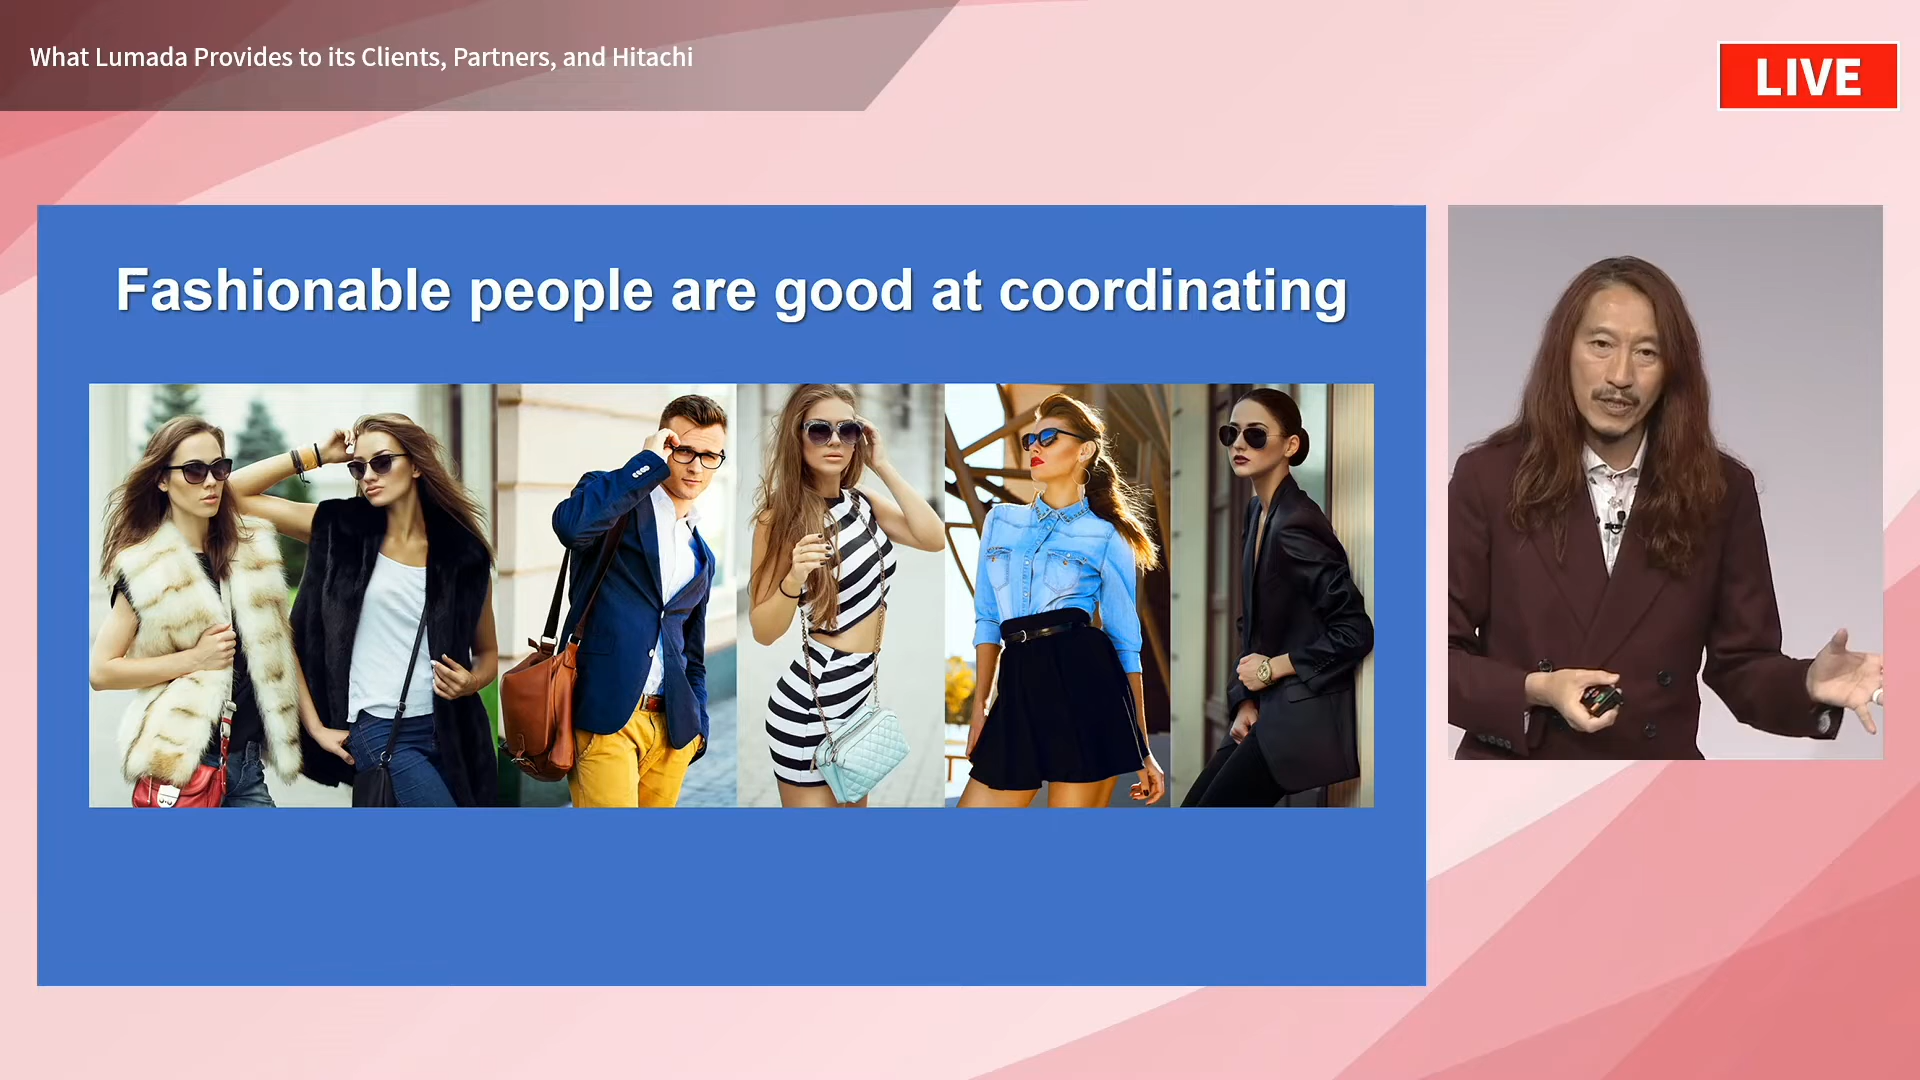 What Lumada Provides to its Clients, Partners, and Hitachi
LIVE
Fashionable people are good at coordinating